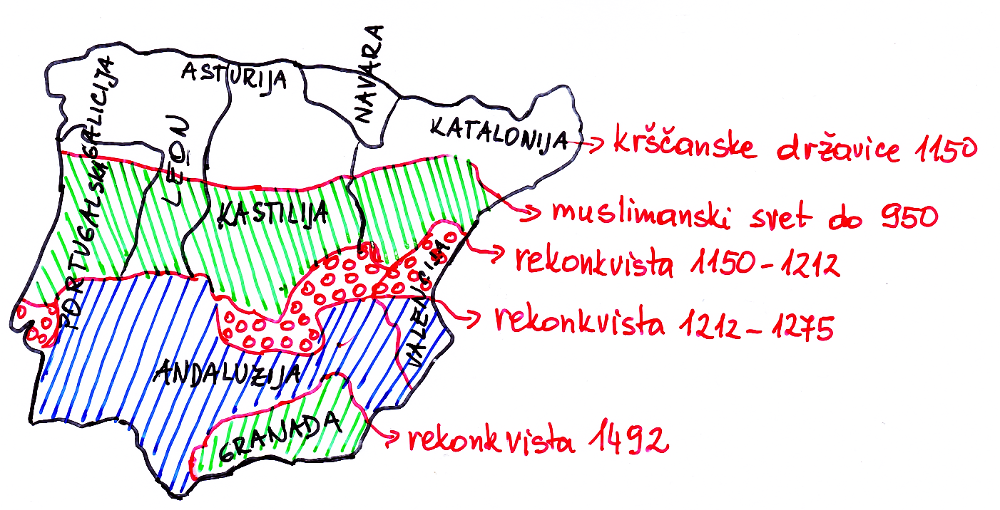 GALICIJA
ASTURIJA
NAVARA
LEON
KATALONIJA
krščanske državice 1150
PORTUGALSKA
KASTILIJA
muslimanski svet do 950
rekonkvista 1150-1212
VALENCIJA
rekonkvista 1212-1275
ANDALUZIJA
GRANADA
rekonkvista 1492